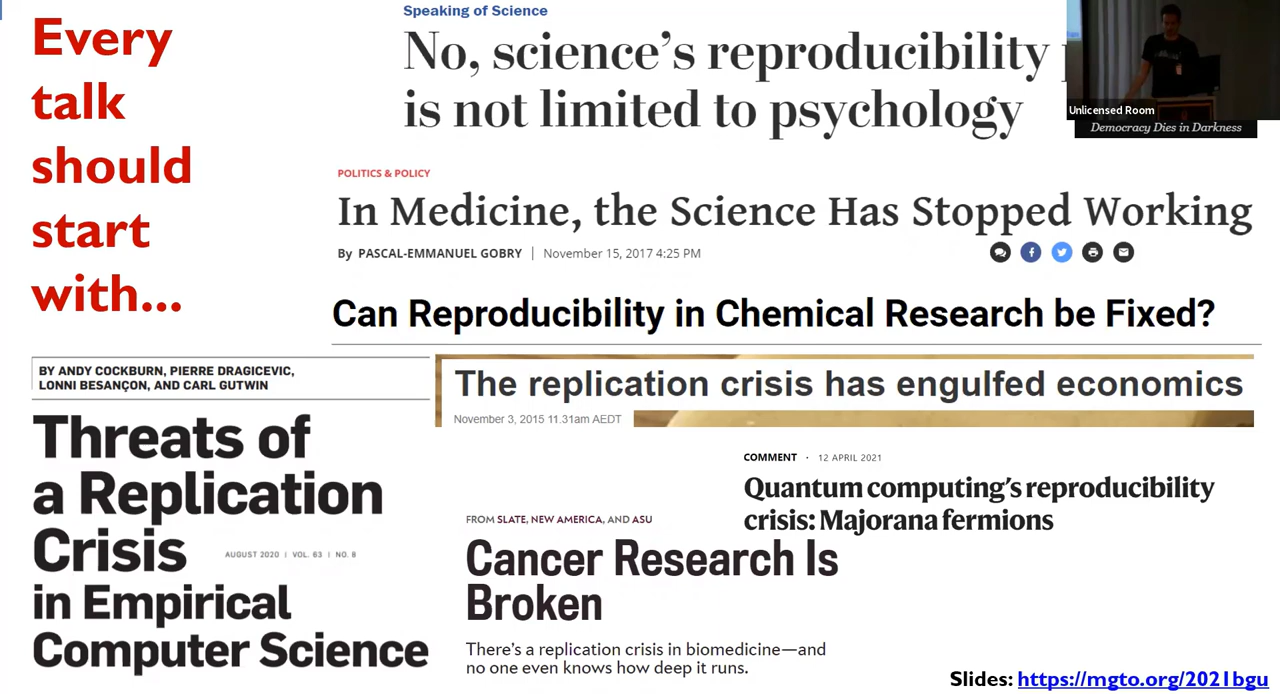 Every
talk
should
start
with...
Speaking of Science
No, science's reproducibility
is not limited to psychology
Unlicensed Room
Democracy Dies in Darkness
POLITICS & POLICY
In Medicine, the Science Has Stopped Working
By PASCAL-EMMANUEL GOBRY | November 15, 2017 4:25 PM
Can Reproducibility in Chemical Research be Fixed?
BY ANDY COCKBURN, PIERRE DRAGICEVIC,
LONNI BESANÇON, AND CARL GUTWIN
Threats of
a Replication
Crisis
AUGUST 2020 | VOL. 63 | NO. 8
in Empirical
Computer Science
The replication crisis has engulfed economics
November 3, 2015 11.31am AEDT
COMMENT · 12 APRIL 2021
Quantum computing's reproducibility
crisis: Majorana fermions
FROM SLATE, NEW AMERICA, AND ASU
Cancer Research Is
Broken
There's a replication crisis in biomedicine—and
no one even knows how deep it runs.
Slides: https://mgto.org/2021bgu